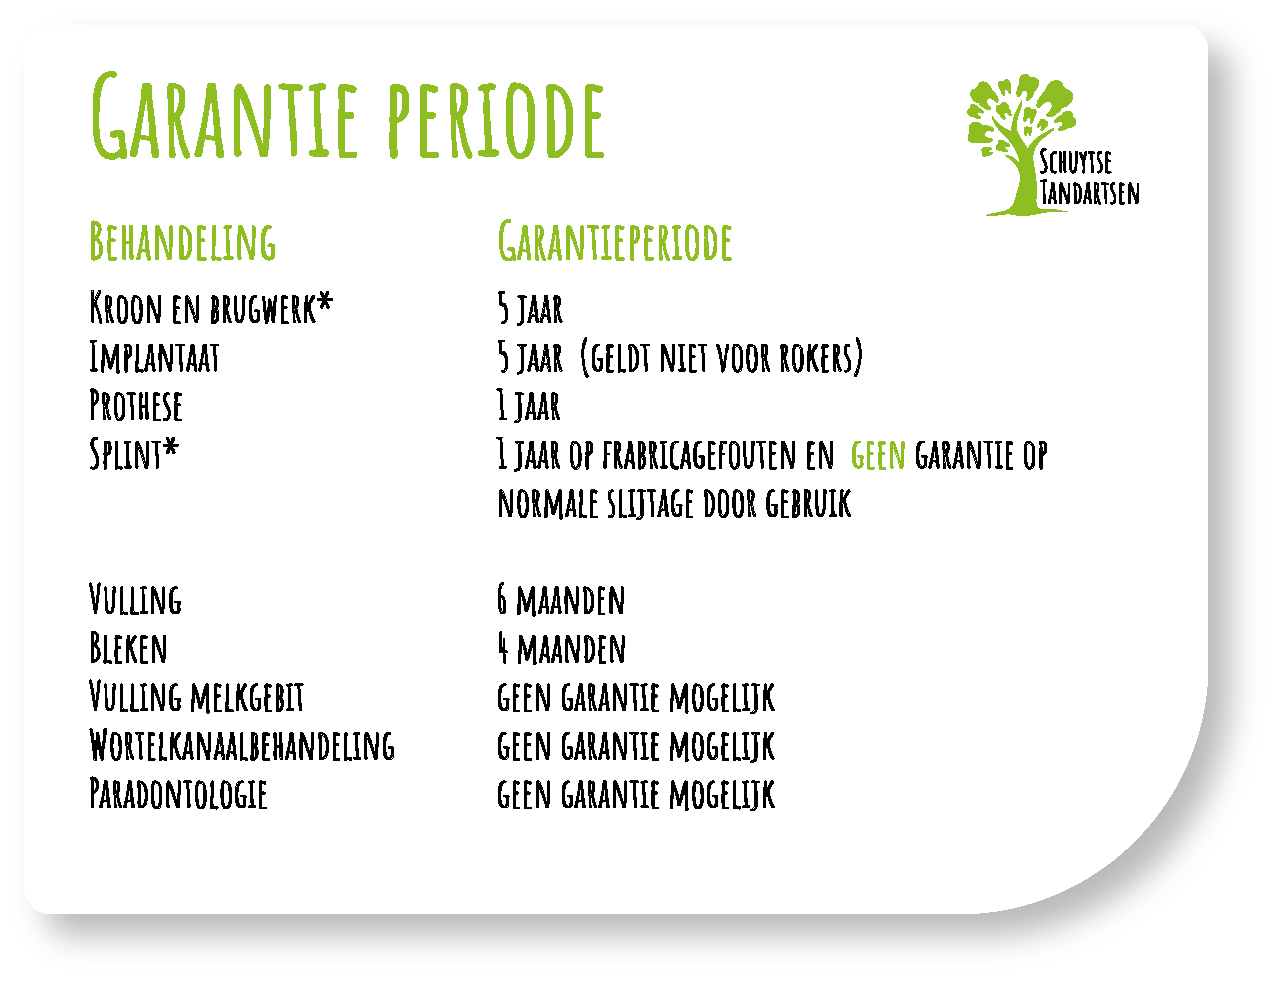 Garantie periode
Schuytse
Tandartsen
Behandeling Garantieperiode
Kroon en brugwerk* 5 jaar
Implantaat 5 jaar (geldt niet voor rokers)
Prothese 1 jaar
Splint* 1 jaar op frabricagefouten en geen garantie op
normale slijtage door gebruik
Vulling 6 maanden
Bleken 4 maanden
Vulling melkgebit geen garantie mogelijk
Wortelkanaalbehandeling geen garantie mogelijk
Paradontologie geen garantie mogelijk